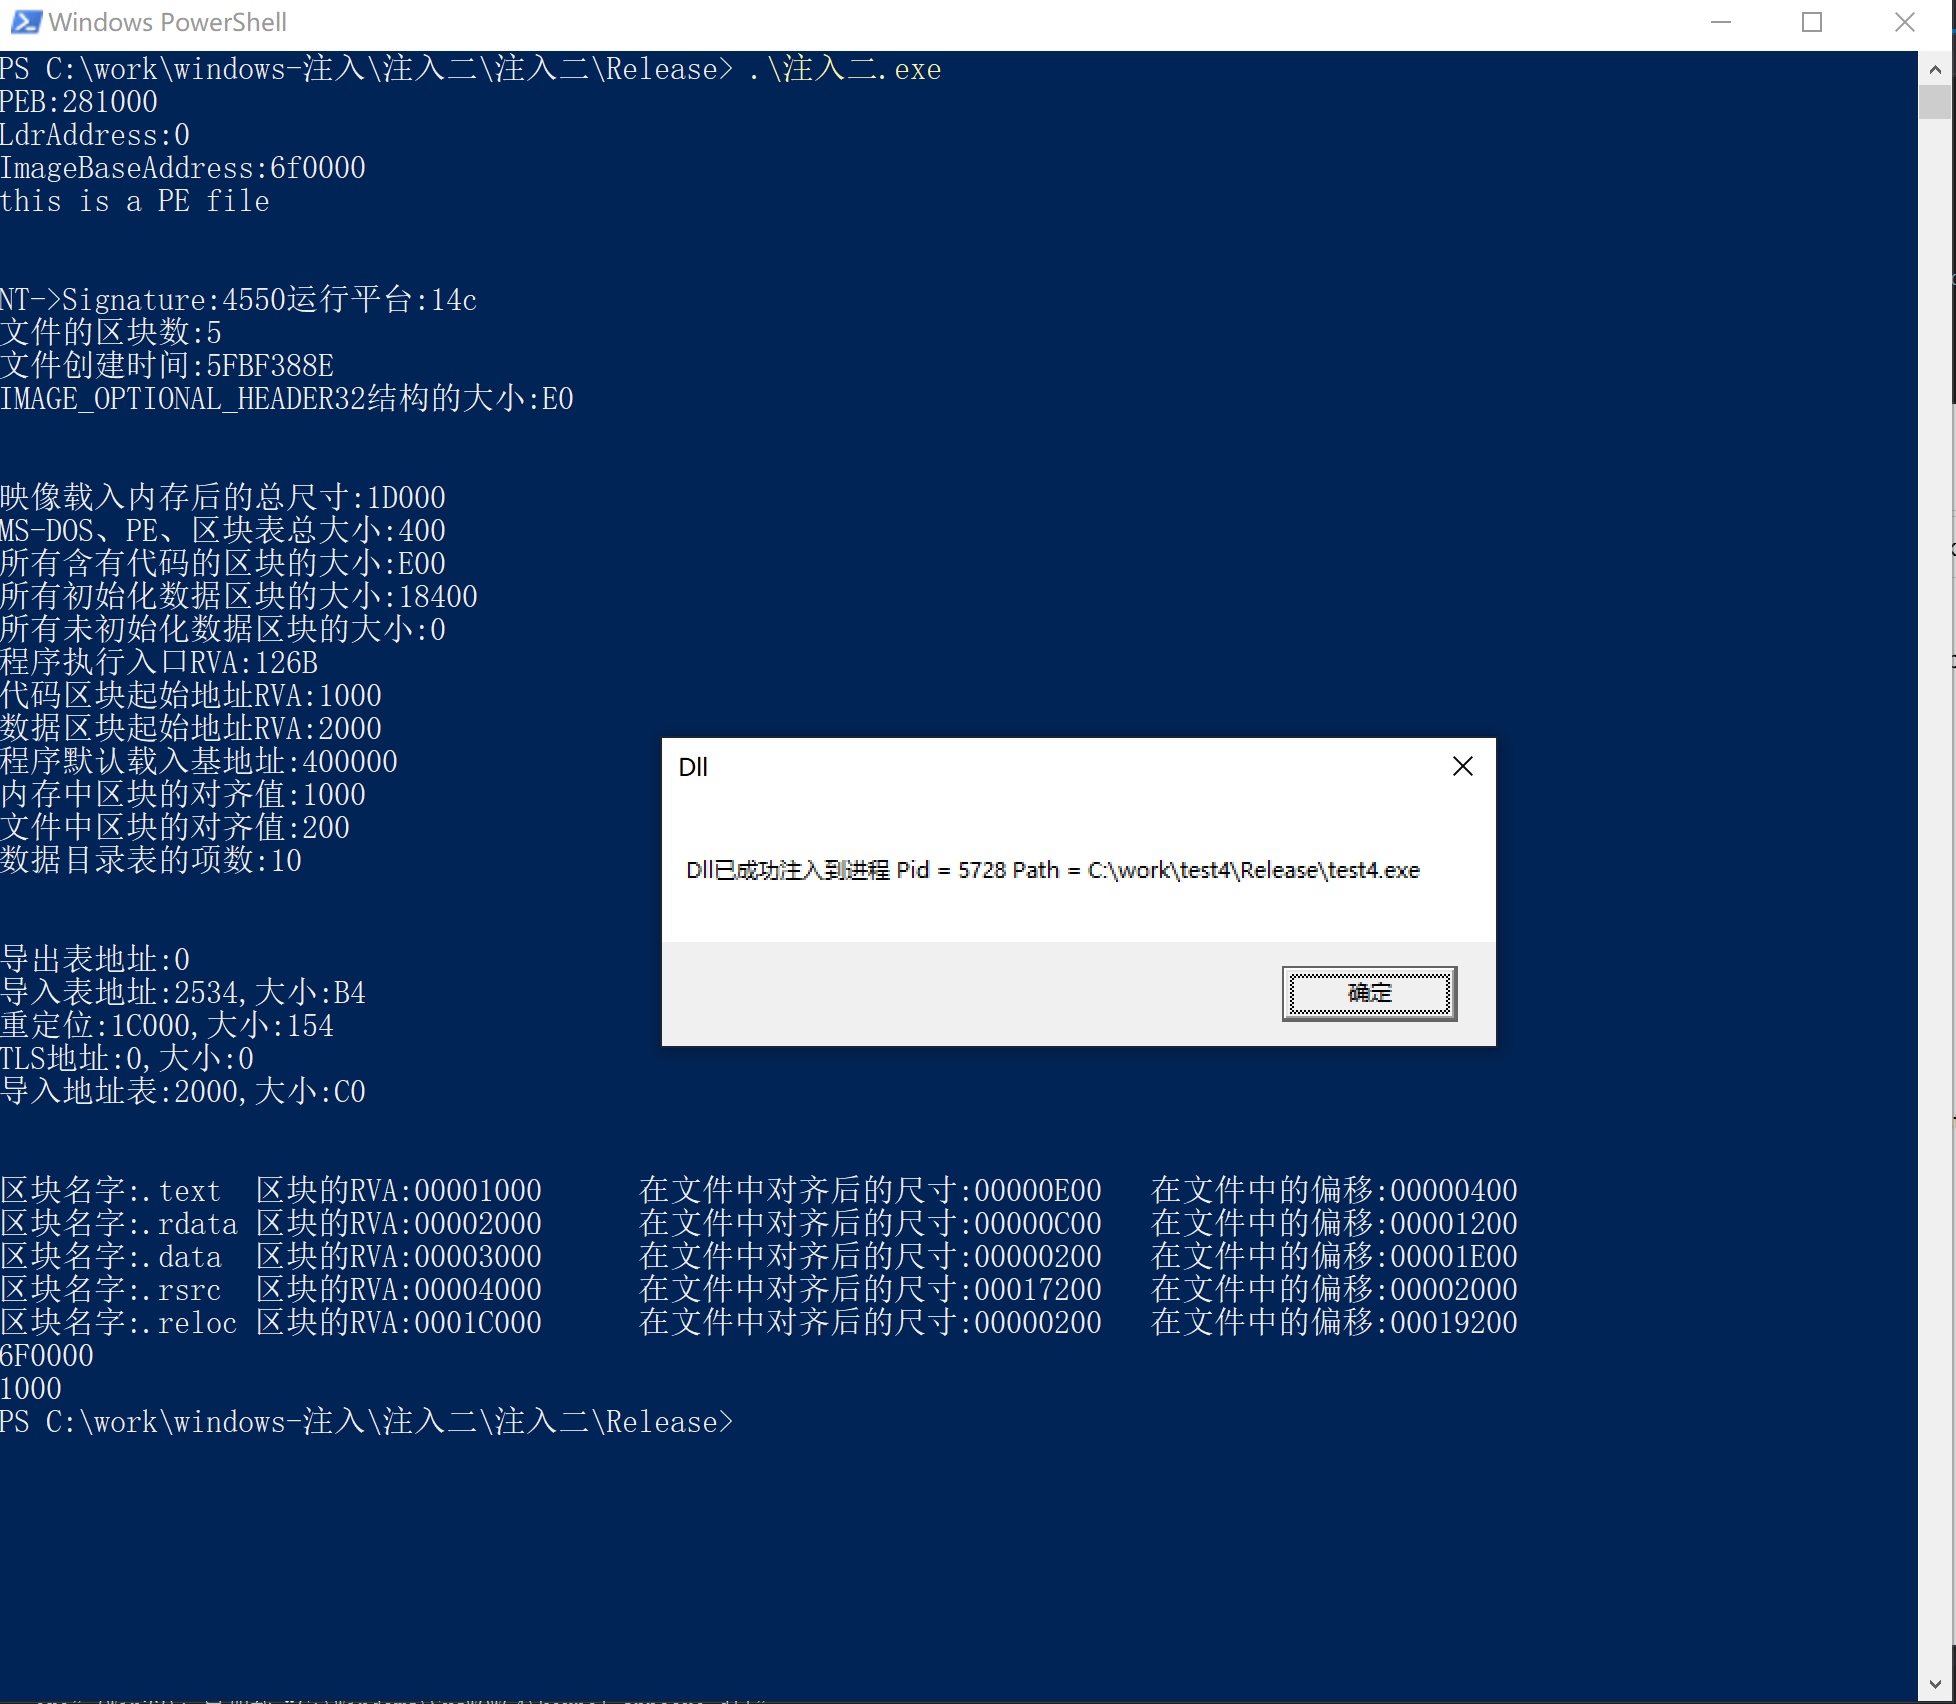 Windows PowerShell
PS C:\work\windows-注入\注入二\注入二\Release> .\注入二.exe
PEB:281000
LdrAddress:0
ImageBaseAddress:6f0000
this is a PE file
NT->Signature:4550运行平台:14c
文件的区块数:5
文件创建时间:5FBF388E
IMAGE_OPTIONAL_HEADER32结构的大小:E0
映像载入内存后的总尺寸:1D000
MS-DOS、PE、区块表总大小:400
所有含有代码的区块的大小:E00
所有初始化数据区块的大小:18400
所有未初始化数据区块的大小:0
程序执行入口RVA:126B
代码区块起始地址RVA:1000
数据区块起始地址RVA:2000
程序默认载入基地址:400000
内存中区块的对齐值:1000
文件中区块的对齐值:200
数据目录表的项数:10
Dll
Dll已成功注入到进程 Pid = 5728 Path = C:\work\test4\Release\test4.exe
确定
导出表地址:0
导入表地址:2534,大小:B4
重定位:1C000,大小:154
TLS地址:0,大小:0
导入地址表:2000,大小:C0
区块名字:.text 区块的RVA:00001000 在文件中对齐后的尺寸:00000E00 在文件中的偏移:00000400
区块名字:.rdata 区块的RVA:00002000 在文件中对齐后的尺寸:00000C00 在文件中的偏移:00001200
区块名字:.data 区块的RVA:00003000 在文件中对齐后的尺寸:00000200 在文件中的偏移:00001E00
区块名字:.rsrc 区块的RVA:00004000 在文件中对齐后的尺寸:00017200 在文件中的偏移:00002000
区块名字:.reloc 区块的RVA:0001C000 在文件中对齐后的尺寸:00000200 在文件中的偏移:00019200
6F0000
1000
PS C:\work\windows-注入\注入二\注入二\Release>